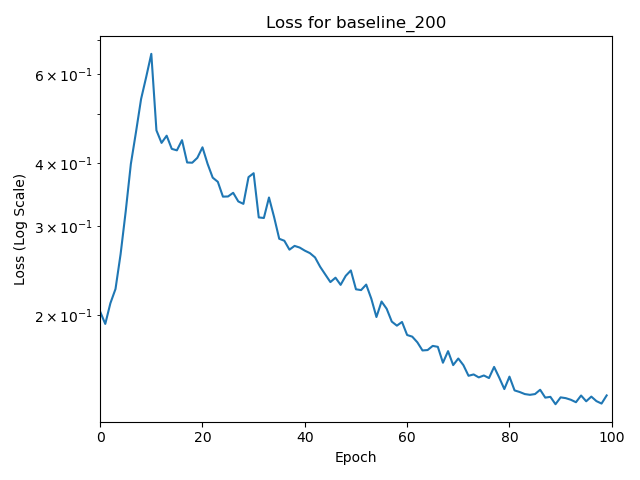 Loss for baseline_200
Loss (Log Scale)
6 × 10⁻¹
4 × 10⁻¹
3 × 10⁻¹
2 × 10⁻¹
0 20 40 60 80 100
Epoch